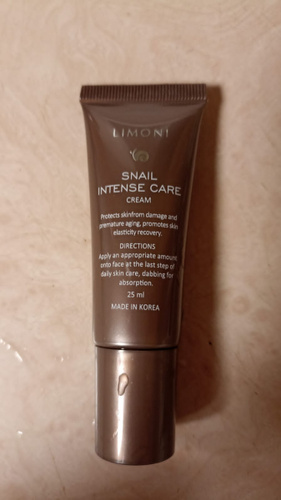 LIMONI
SNAIL
INTENSE CARE
CREAM
Protects skinfrom damage and
premature aging, promotes skin
elasticity recovery.
DIRECTIONS
Apply an appropriate amount
onto face at the last step of
daily skin care, dabbing for
absorption.
25 ml
MADE IN KOREA